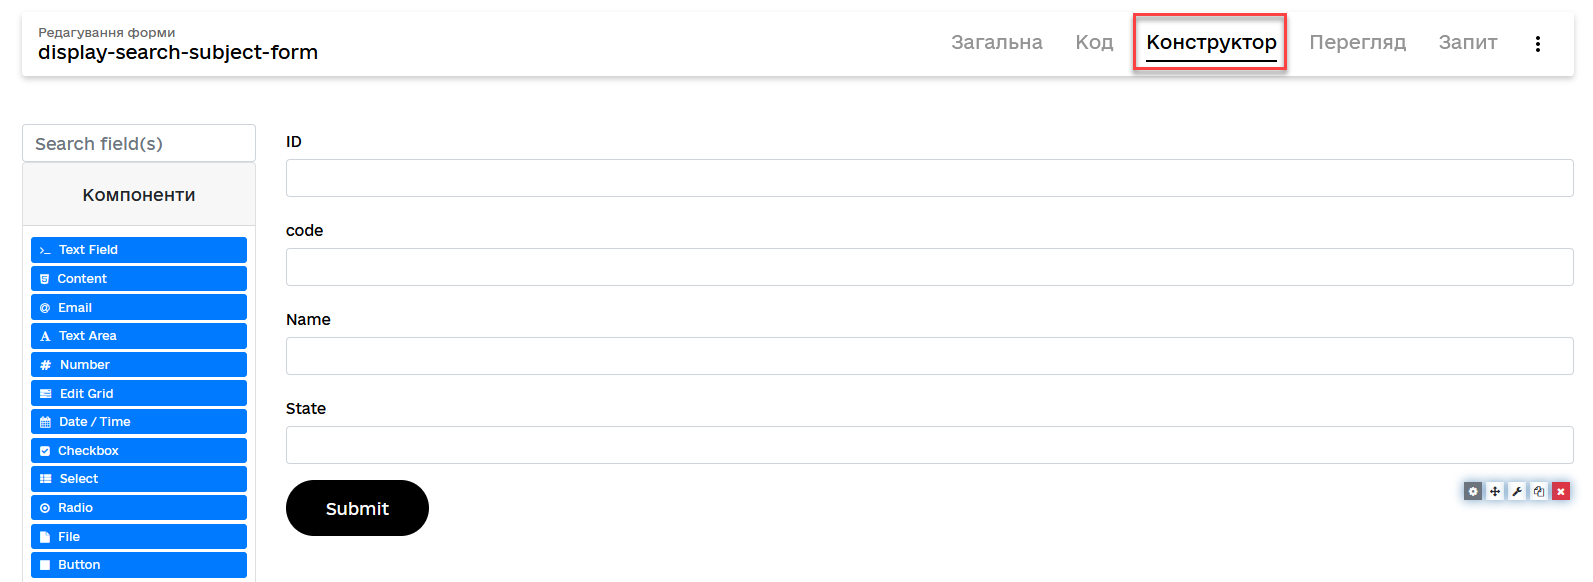 Редагування форми
display-search-subject-form
Загальна Код Конструктор Перегляд Запит
Search field(s)
Компоненти
Text Field
Content
Email
Text Area
Number
Edit Grid
Date / Time
Checkbox
Select
Radio
File
Button
ID
code
Name
State
Submit